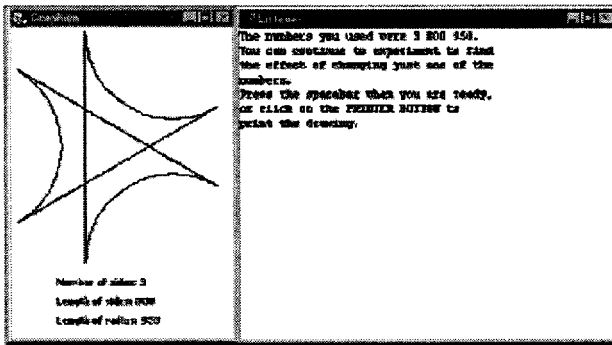 Graphics
Listener
The numbers you used were 3 800
You can continue to experiment to find
the effect of changing just one of the
numbers.
Press the spacebar when you are ready,
or click on the PRINTER BUTTON to
print the drawing.
Number of sides: 3
Length of sides: 800
Length of radius: